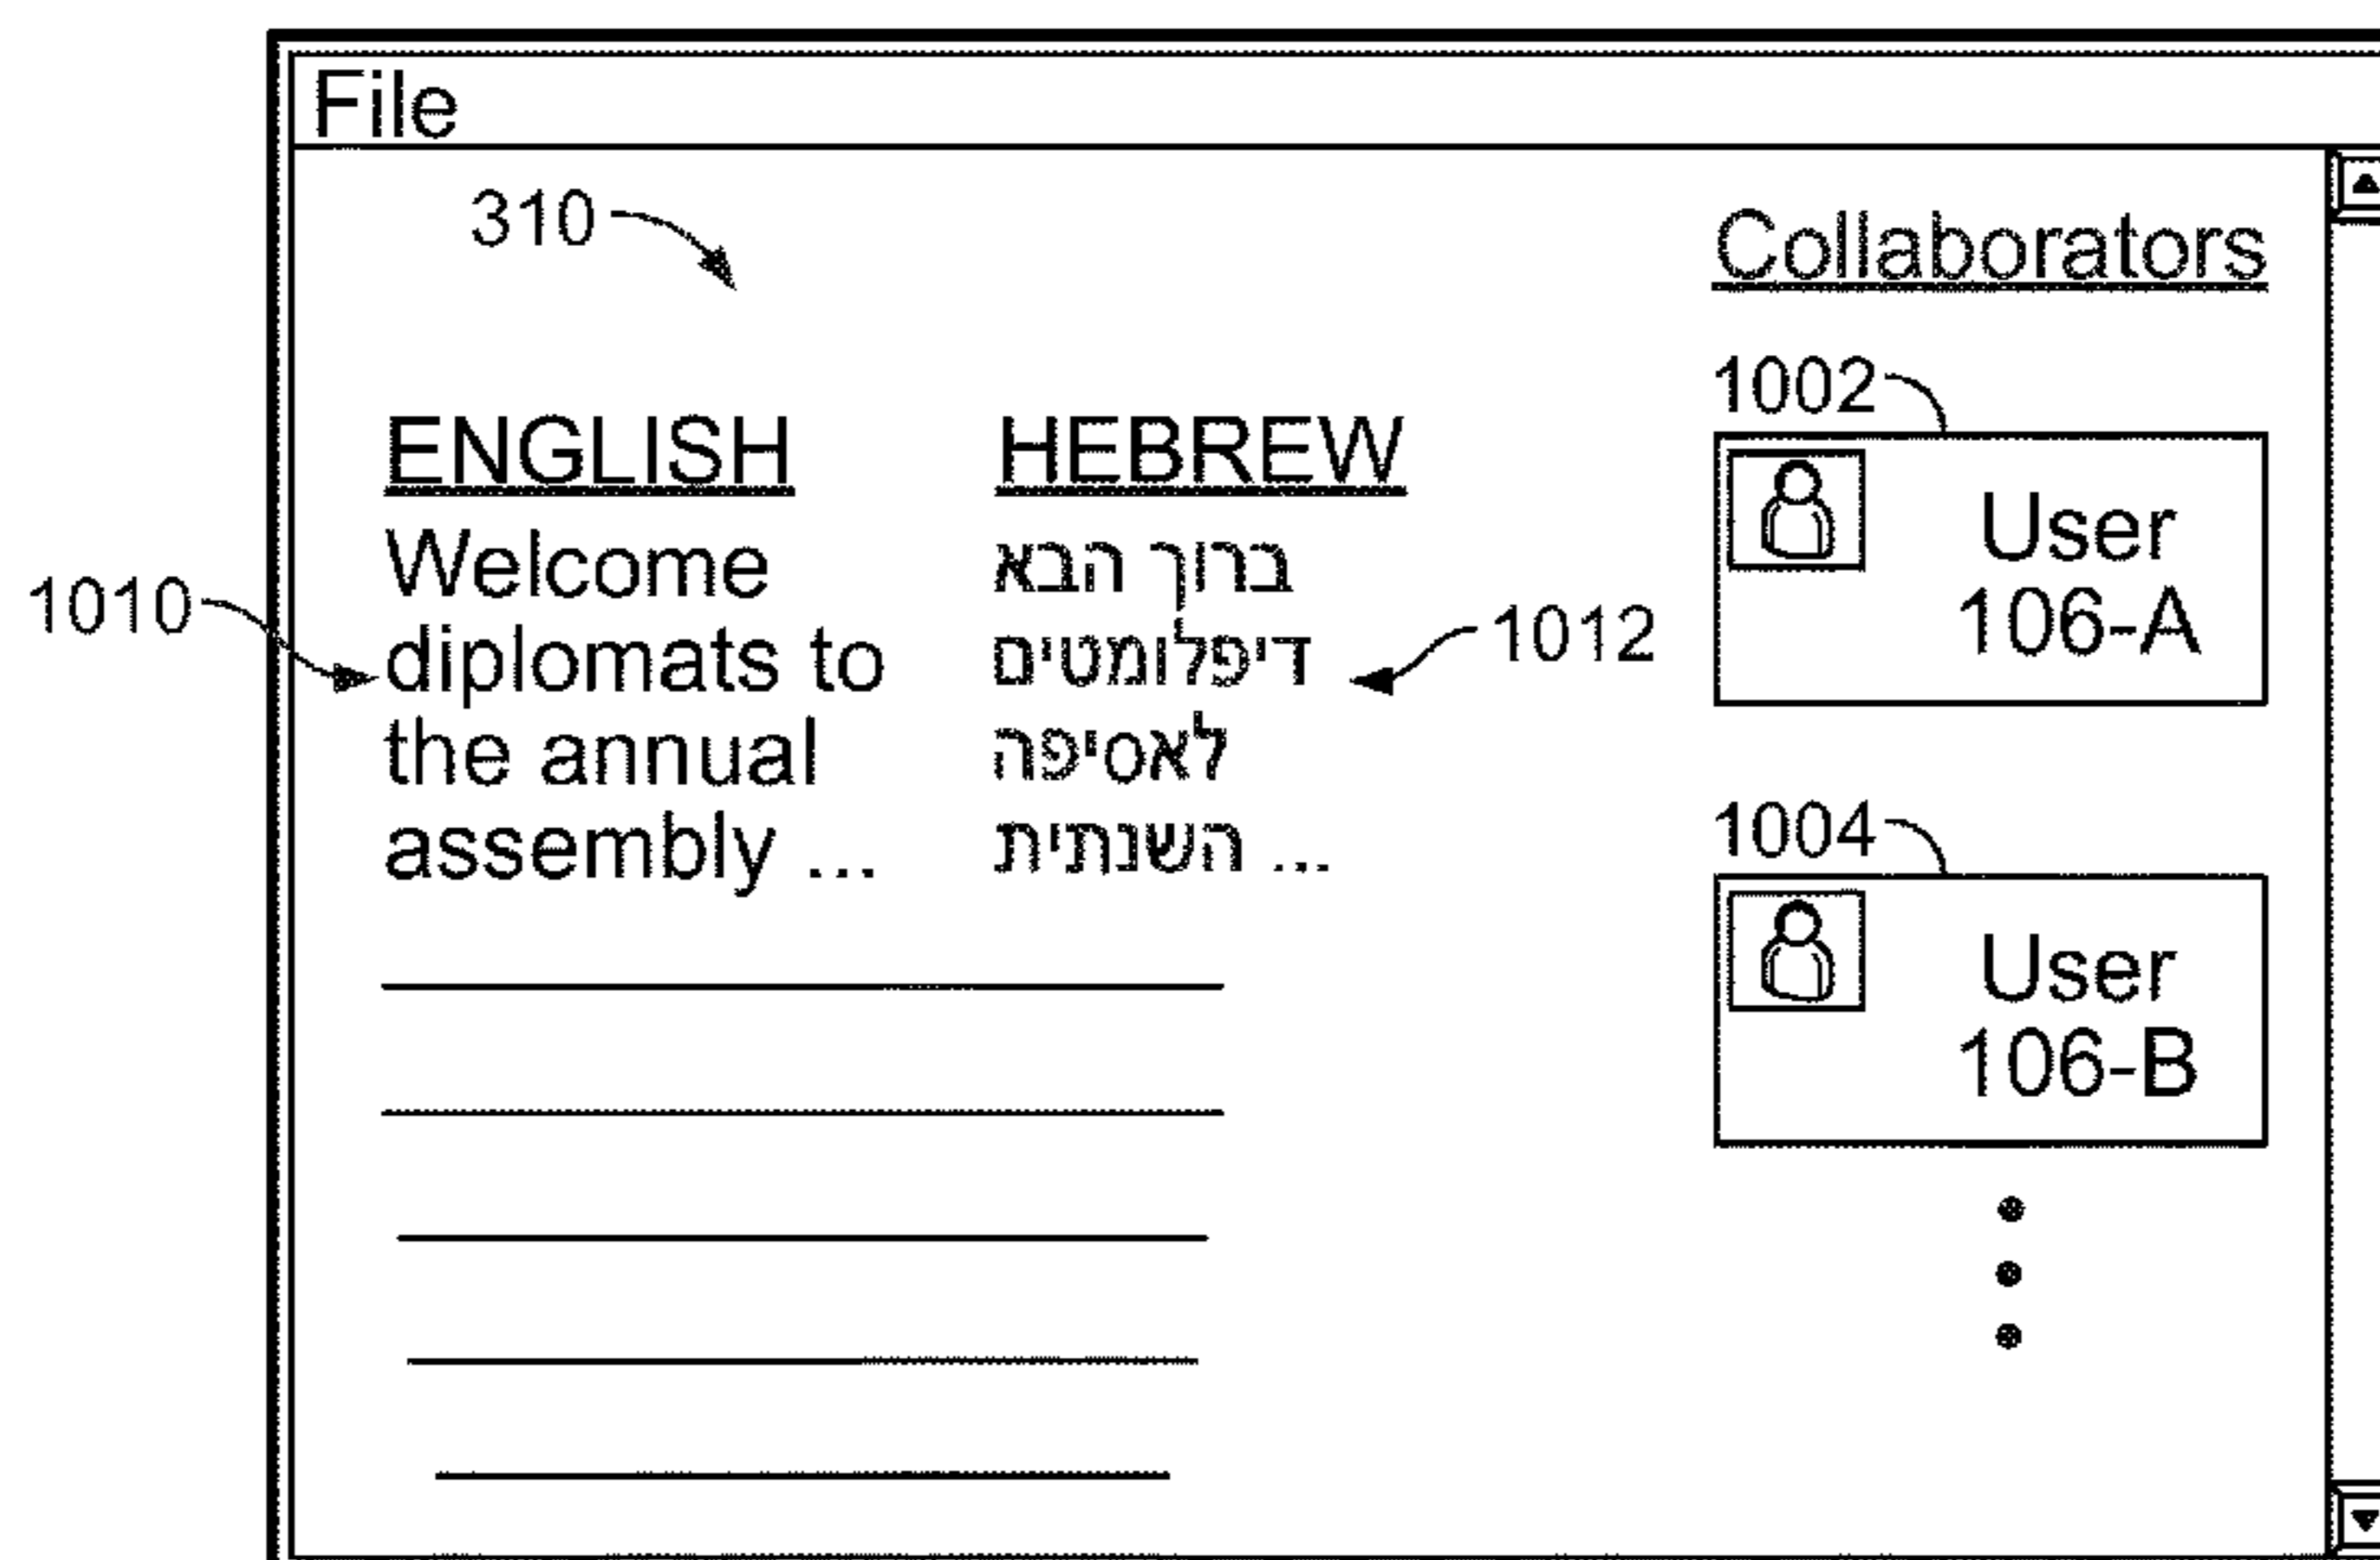 File
310
Collaborators
1002
ENGLISH
HEBREW
Welcome
diplomats to
the annual
assembly ...
1010
ברוך הבא
דיפלומטים
לאסיפה
השנתית ...
1012
User
106-A
1004
User
106-B